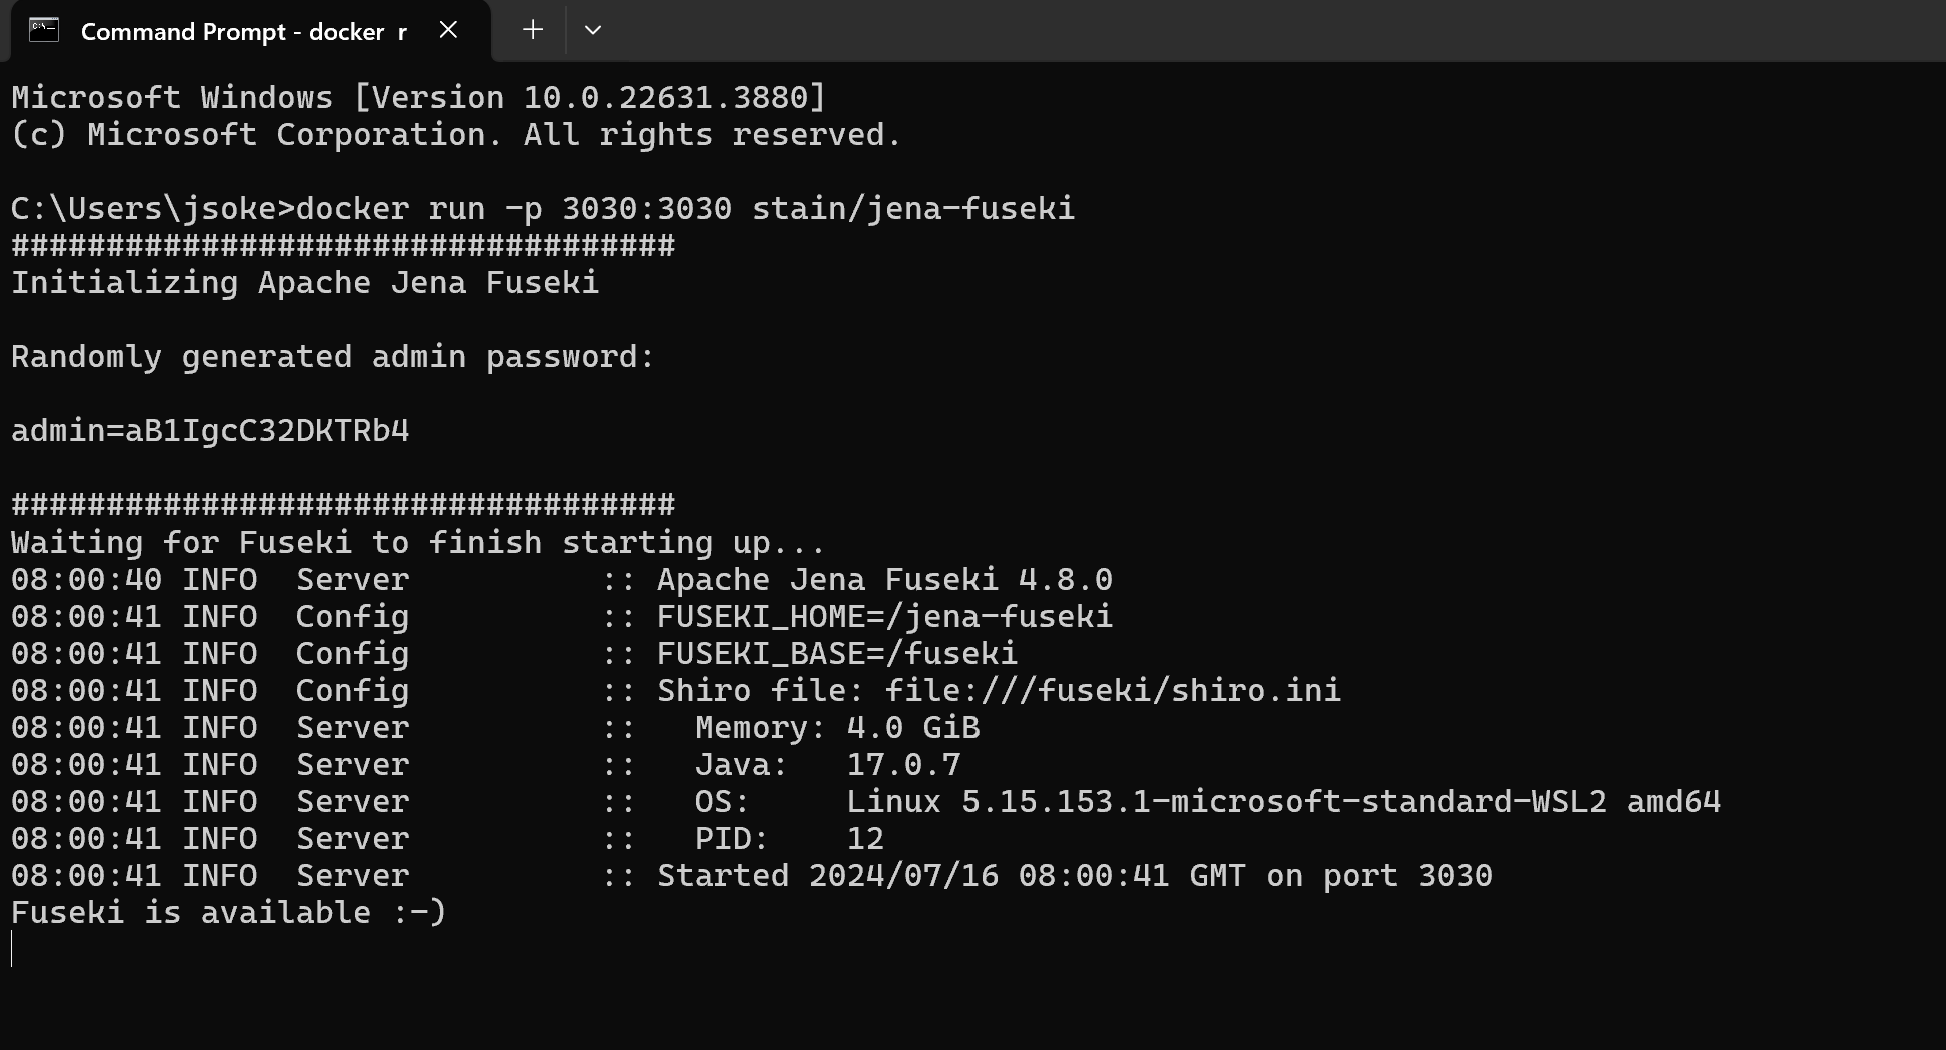 Command Prompt - docker  r
Microsoft Windows [Version 10.0.22631.3880]
(c) Microsoft Corporation. All rights reserved.
C:\Users\jsoke>docker run -p 3030:3030 stain/jena-fuseki
###################################
Initializing Apache Jena Fuseki
Randomly generated admin password:
admin=aB1IgcC32DKTRb4
###################################
Waiting for Fuseki to finish starting up...
08:00:40 INFO  Server          :: Apache Jena Fuseki 4.8.0
08:00:41 INFO  Config          :: FUSEKI_HOME=/jena-fuseki
08:00:41 INFO  Config          :: FUSEKI_BASE=/fuseki
08:00:41 INFO  Config          :: Shiro file: file:///fuseki/shiro.ini
08:00:41 INFO  Server          ::   Memory: 4.0 GiB
08:00:41 INFO  Server          ::   Java:   17.0.7
08:00:41 INFO  Server          ::   OS:     Linux 5.15.153.1-microsoft-standard-WSL2 amd64
08:00:41 INFO  Server          ::   PID:    12
08:00:41 INFO  Server          :: Started 2024/07/16 08:00:41 GMT on port 3030
Fuseki is available :-)